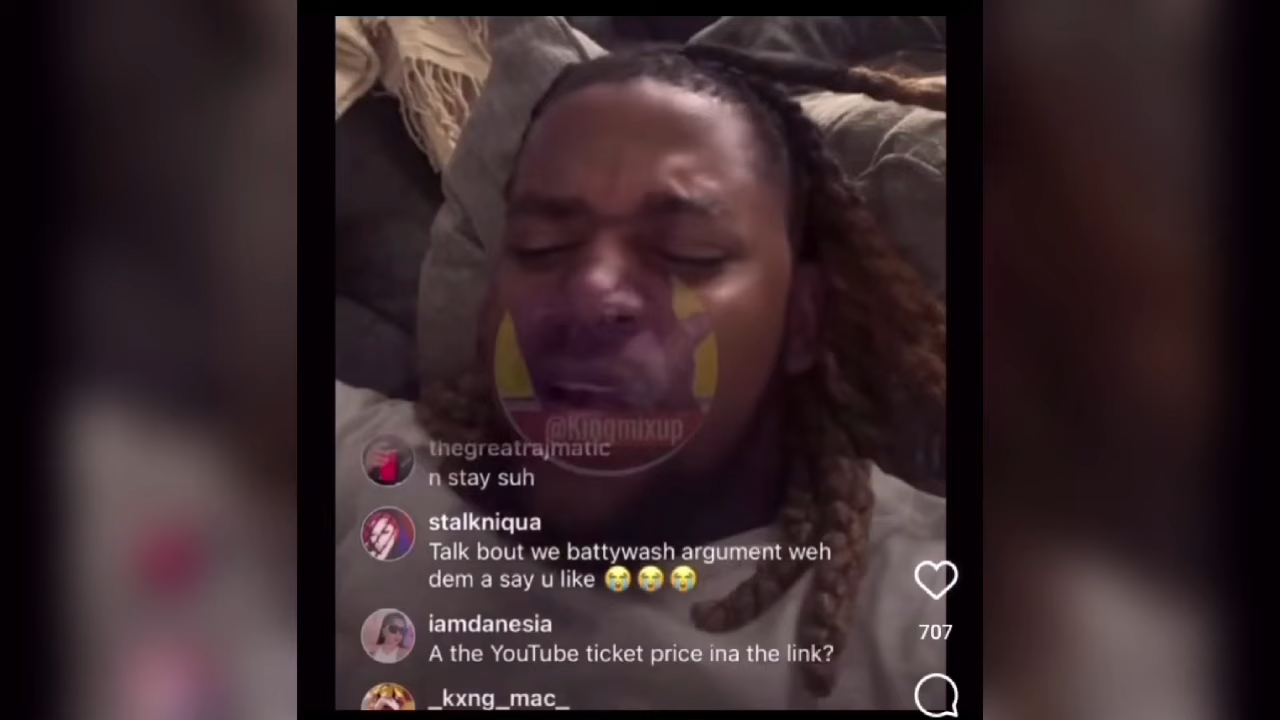 @Kingmixup
thegreatrajmatic
n stay suh
stalkniqua
Talk bout we battywash argument weh
dem a say u like 😭😭😭
iamdanesia
A the YouTube ticket price ina the link?
707
_kxng_mac_